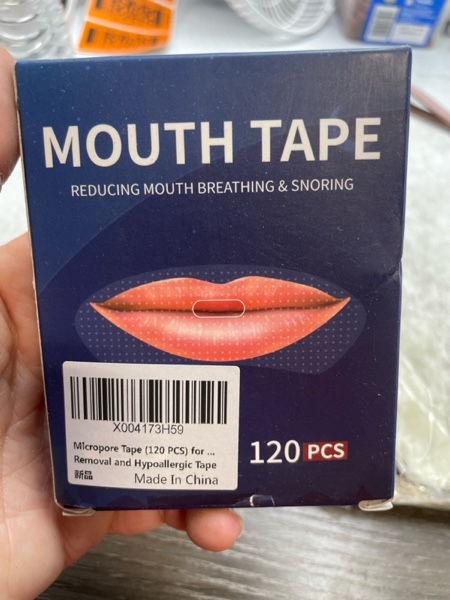 MOUTH TAPE
REDUCING MOUTH BREATHING & SNORING
X004173H59
Micropore Tape (120 PCS) for ...
Removal and Hypoallergic Tape
新品
Made In China
120 PCS